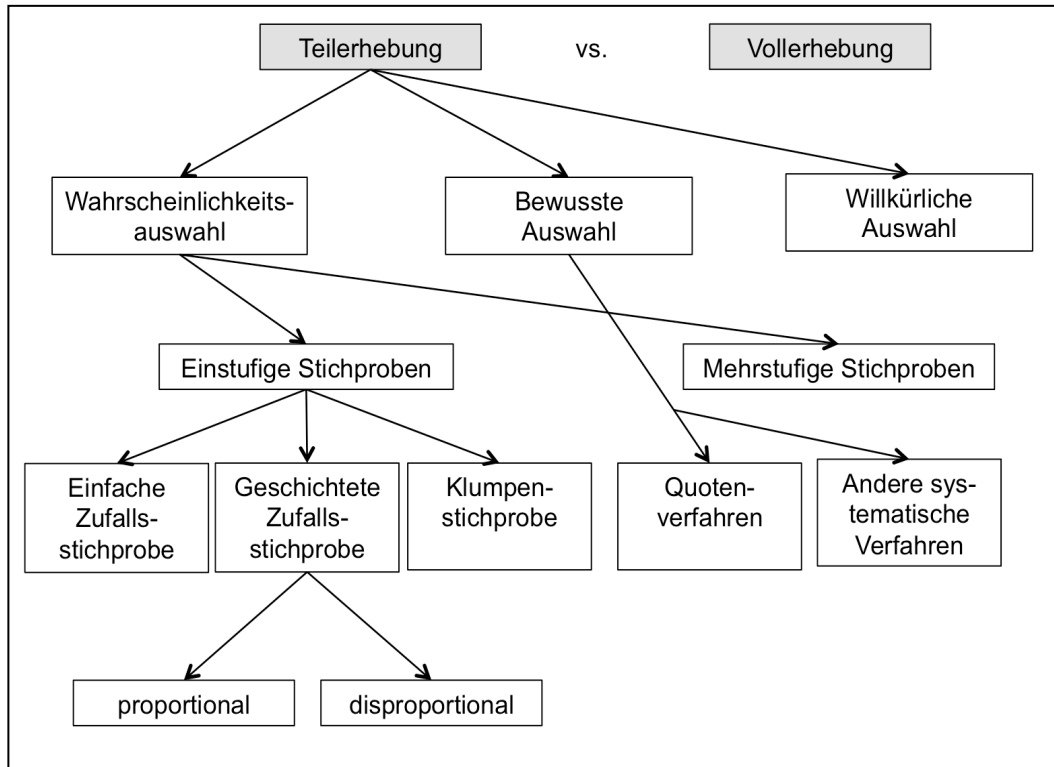 Teilerhebung vs. Vollerhebung
Wahrscheinlichkeits-
auswahl
Bewusste
Auswahl
Willkürliche
Auswahl
Einstufige Stichproben
Mehrstufige Stichproben
Einfache
Zufalls-
stichprobe
Geschichtete
Zufalls-
stichprobe
Klumpen-
stichprobe
Quoten-
verfahren
Andere sys-
tematische
Verfahren
proportional
disproportional